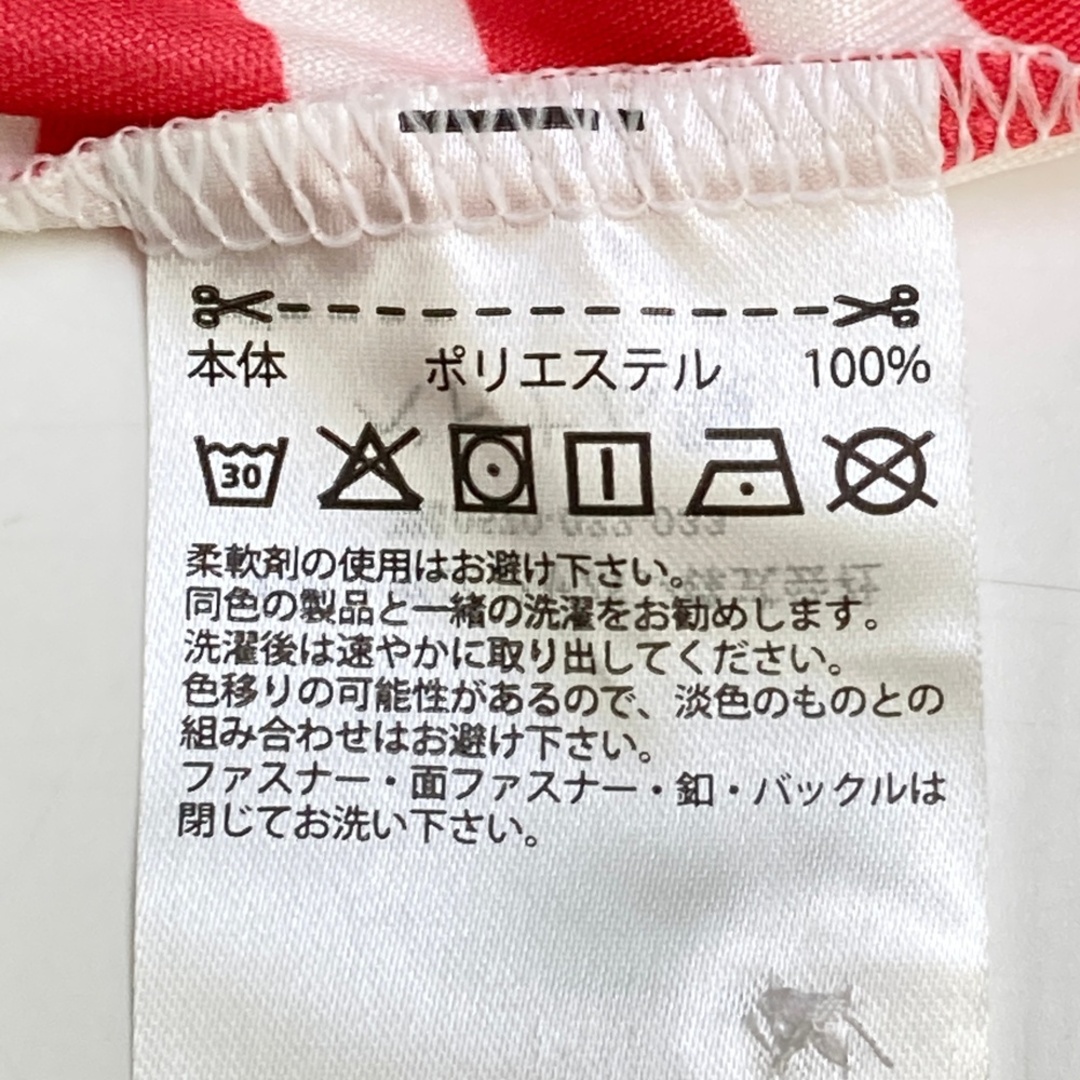 本体 ポリエステル 100%
30
柔軟剤の使用はお避け下さい。
同色の製品と一緒の洗濯をお勧めします。
洗濯後は速やかに取り出してください。
色移りの可能性があるので、淡色のものとの
組み合わせはお避け下さい。
ファスナー・面ファスナー・釦・バックルは
閉じてお洗い下さい。